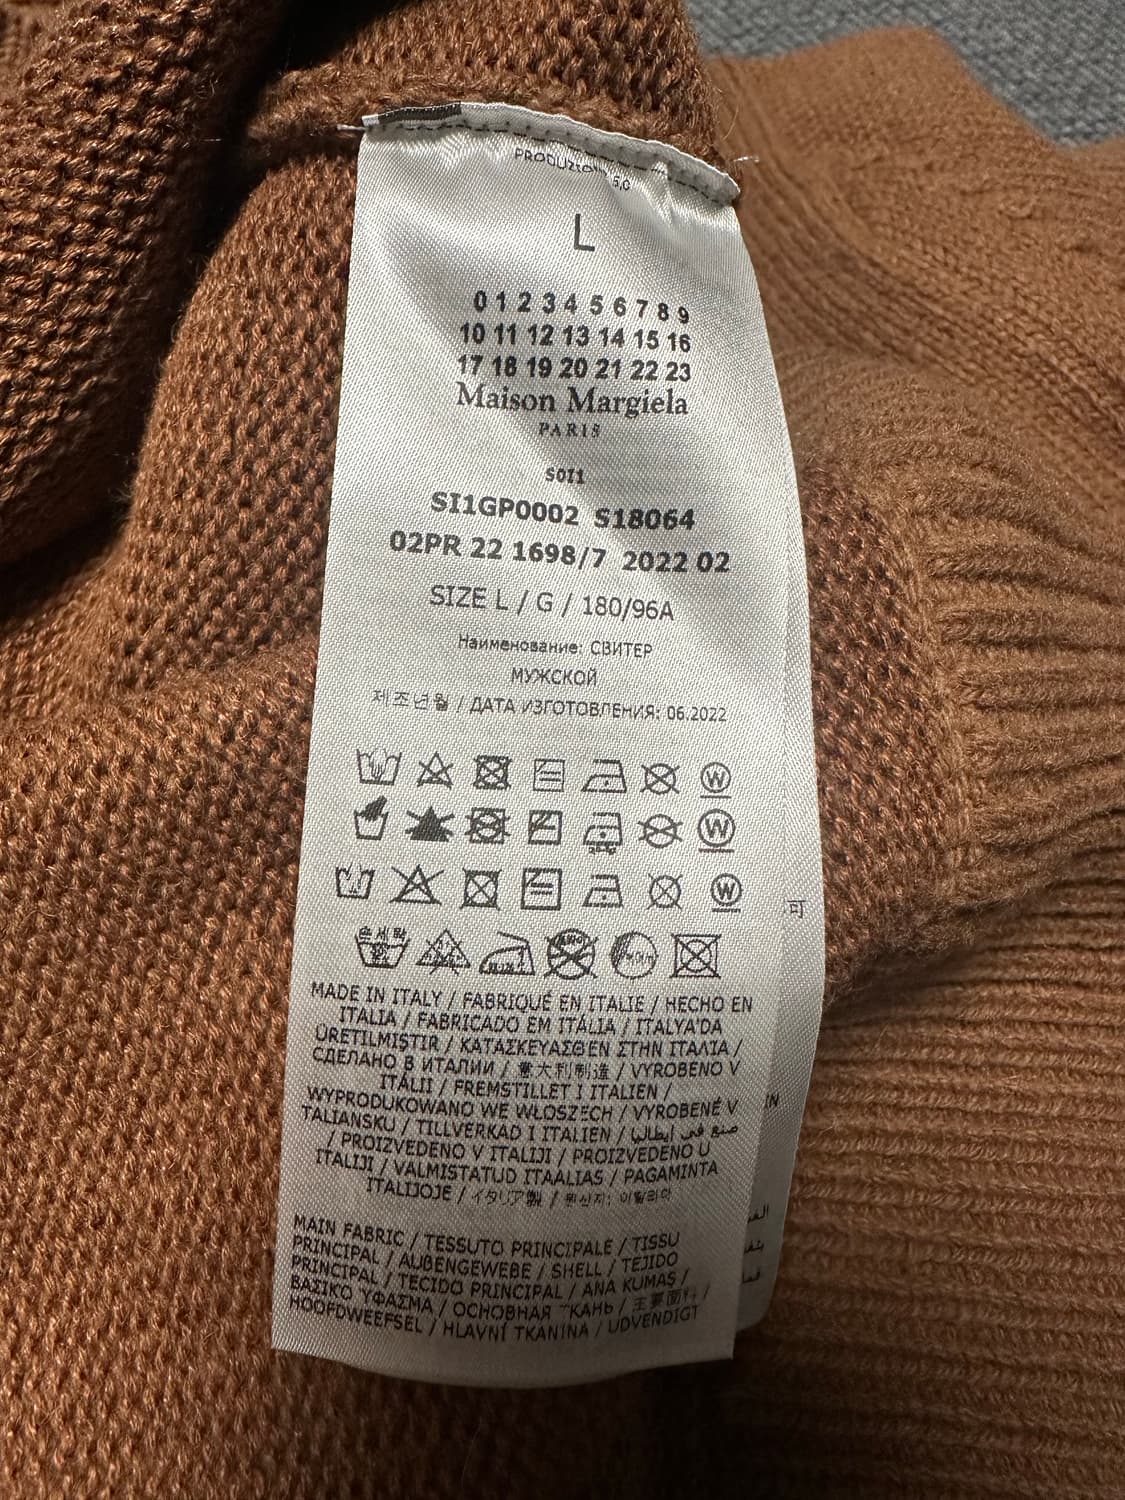 L
0 1 2 3 4 5 6 7 8 9
10 11 12 13 14 15 16
17 18 19 20 21 22 23
Maison Margiela
PARIS
S0I1
SI1GP0002 S18064
02PR 22 1698/7 2022 02
SIZE L / G / 180/96A
Наименование: СВИТЕР
МУЖСКОЙ
제조년월 / ДАТА ИЗГОТОВЛЕНИЯ: 06.2022
W
W
W
손세탁
可
MADE IN ITALY / FABRIQUÉ EN ITALIE / HECHO EN
ITALIA / FABRICADO EM ITÁLIA / ITALYA'DA
ÜRETILMIŞTIR / ΚΑΤΑΣΚΕΥΑΣΘΕΝ ΣΤΗΝ ΙΤΑΛΙΑ /
СДЕЛАНО В ИТАЛИИ / 意大利制造 / VYROBENO V
ITÁLII / FREMSTILLET I ITALIEN /
WYPRODUKOWANO WE WŁOSZECH / VYROBENÉ V
TALIANSKU / TILLVERKAD I ITALIEN / صنع في إيطاليا
/ PROIZVEDENO V ITALIJI / PROIZVEDENO U
ITALIJI / VALMISTATUD ITAALIAS / PAGAMINTA
ITALIJOJE / イタリア製 / 원산지: 이탈리아
MAIN FABRIC / TESSUTO PRINCIPALE / TISSU
PRINCIPAL / AUßENGEWEBE / SHELL / TEJIDO
PRINCIPAL / TECIDO PRINCIPAL / ANA KUMAŞ /
ΒΑΣΙΚΟ ΥΦΑΣΜΑ / ОСНОВНАЯ ТКАНЬ / 主要面料 /
HOOFDWEEFSEL / HLAVNÍ TKANINA / UDVENDIGT